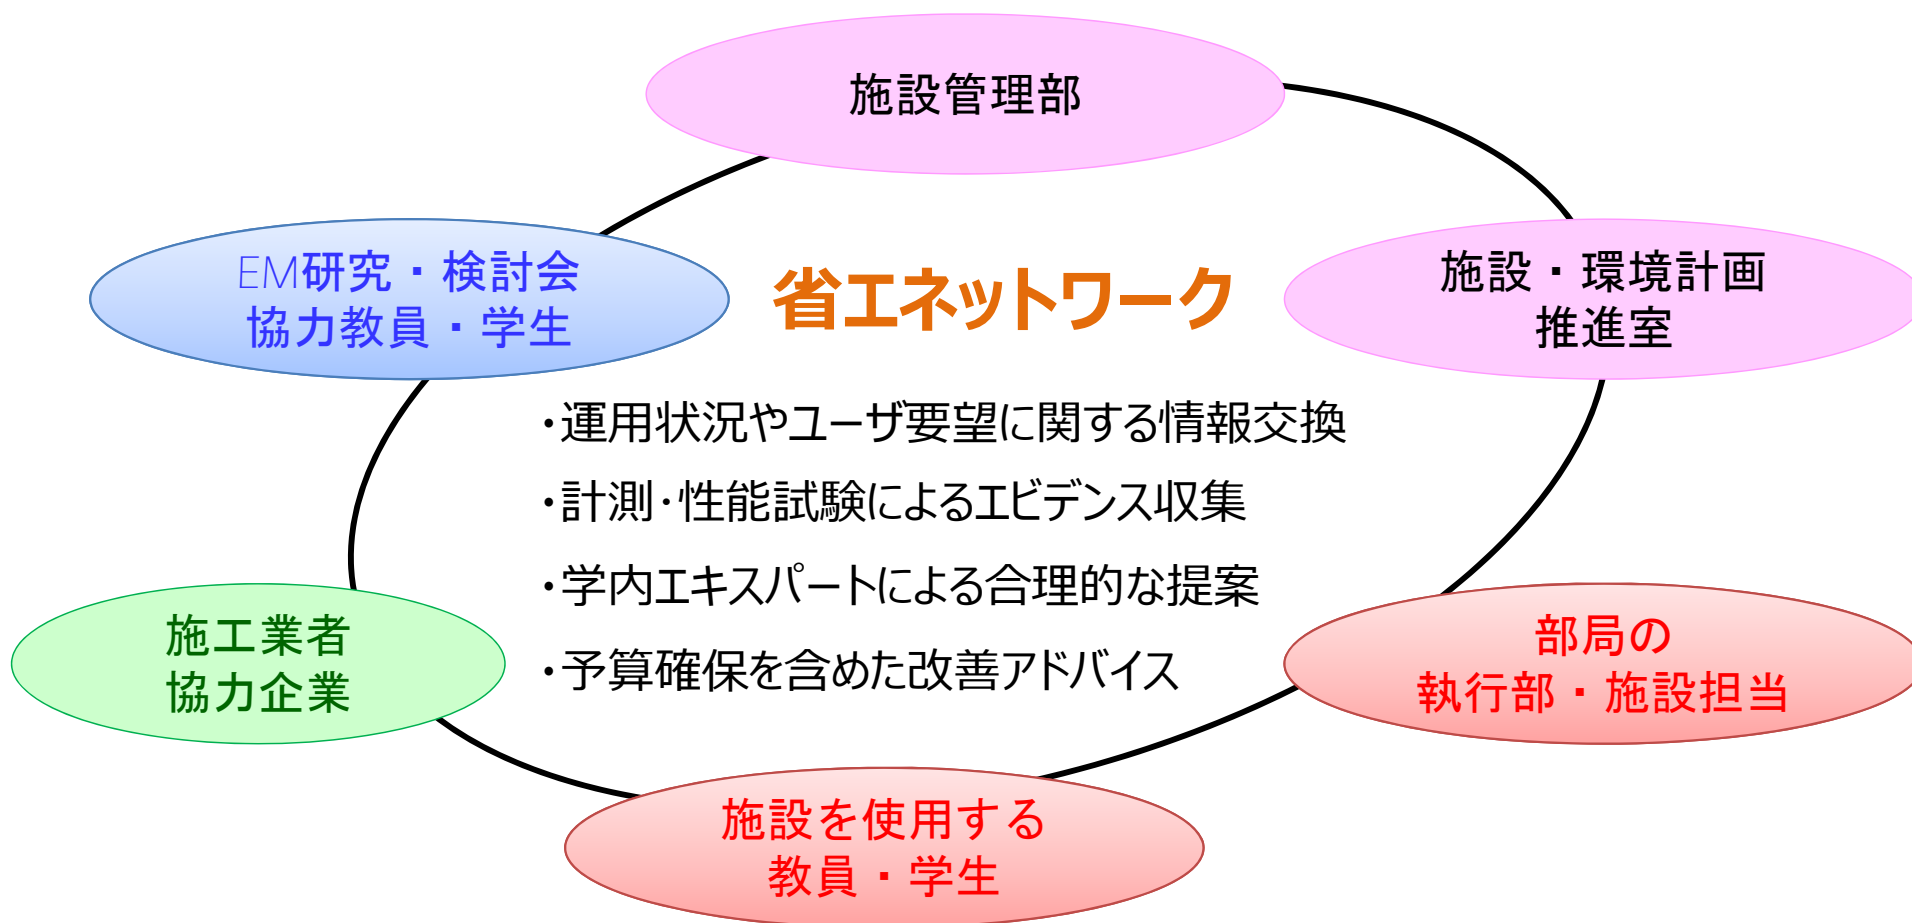 施設管理部
EM研究・検討会
協力教員・学生
省エネットワーク
施設・環境計画
推進室
・運用状況やユーザ要望に関する情報交換
・計測・性能試験によるエビデンス収集
・学内エキスパートによる合理的な提案
・予算確保を含めた改善アドバイス
施工業者
協力企業
部局の
執行部・施設担当
施設を使用する
教員・学生